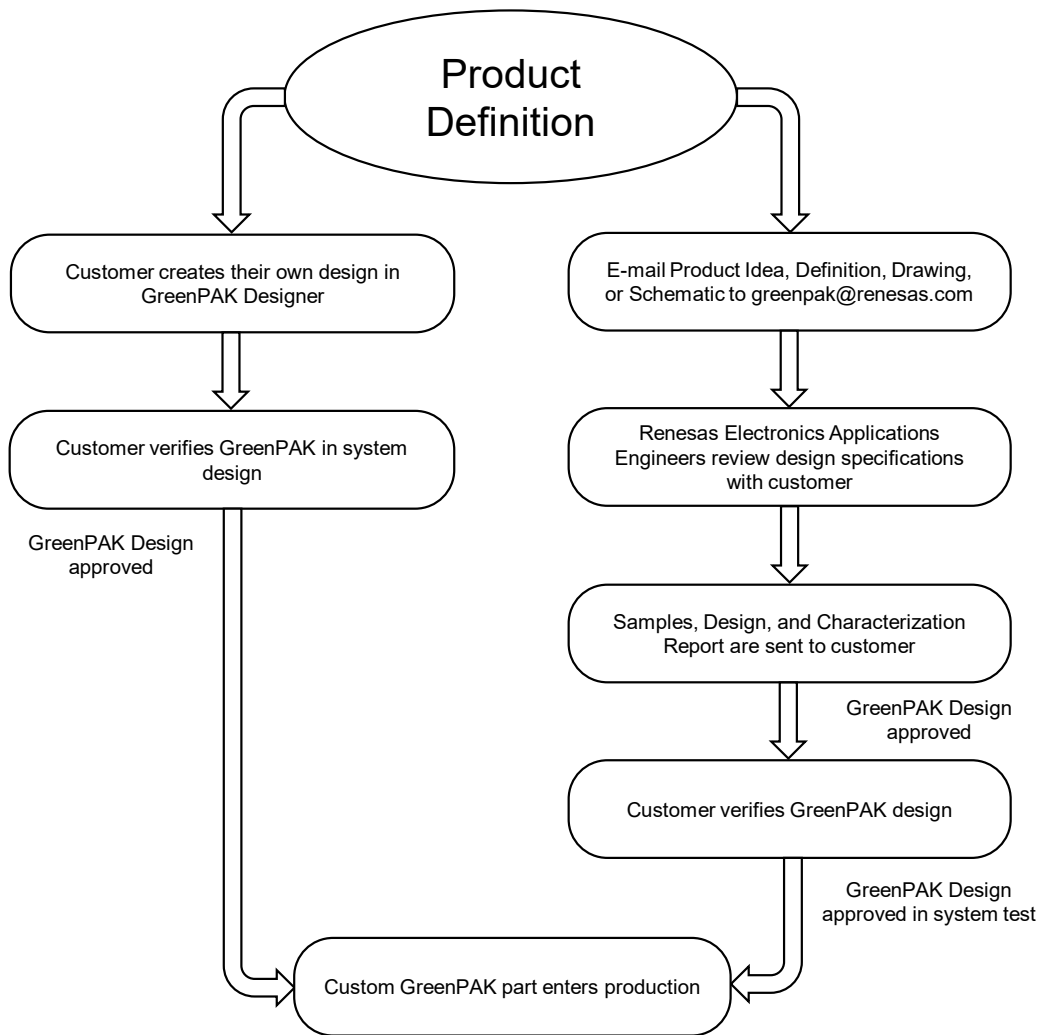 Product
Definition
Customer creates their own design in
GreenPAK Designer
Customer verifies GreenPAK in system
design
GreenPAK Design
approved
E-mail Product Idea, Definition, Drawing,
or Schematic to greenpak@renesas.com
Renesas Electronics Applications
Engineers review design specifications
with customer
Samples, Design, and Characterization
Report are sent to customer
GreenPAK Design
approved
Customer verifies GreenPAK design
GreenPAK Design
approved in system test
Custom GreenPAK part enters production